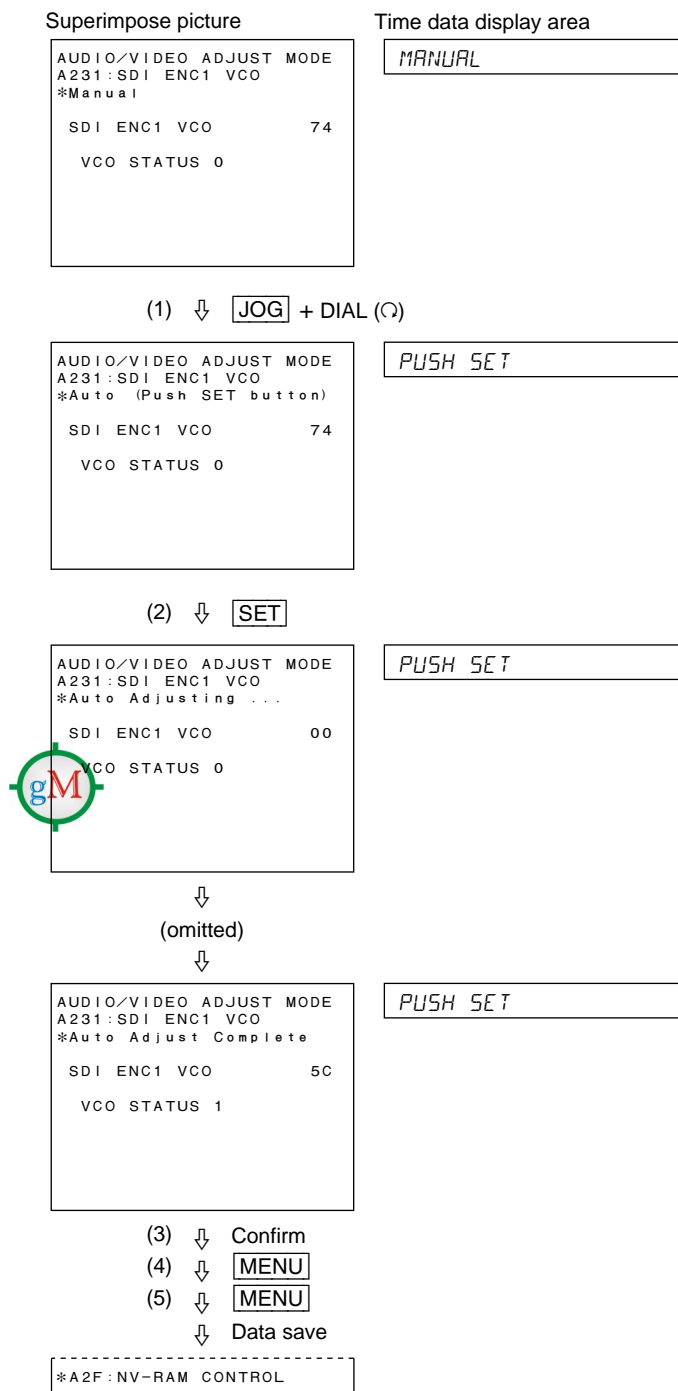 Superimpose picture
Time data display area
AUDIO/VIDEO ADJUST MODE
A231:SDI ENC1 VCO
*Manual
SDI ENC1 VCO 74
VCO STATUS 0
MANUAL
(1) ⇩ JOG + DIAL (↻)
AUDIO/VIDEO ADJUST MODE
A231:SDI ENC1 VCO
*Auto (Push SET button)
SDI ENC1 VCO 74
VCO STATUS 0
PUSH SET
(2) ⇩ SET
AUDIO/VIDEO ADJUST MODE
A231:SDI ENC1 VCO
*Auto Adjusting ...
SDI ENC1 VCO 00
VCO STATUS 0
gM
PUSH SET
⇩
(omitted)
⇩
AUDIO/VIDEO ADJUST MODE
A231:SDI ENC1 VCO
*Auto Adjust Complete
SDI ENC1 VCO 5C
VCO STATUS 1
PUSH SET
(3) ⇩ Confirm
(4) ⇩ MENU
(5) ⇩ MENU
⇩ Data save
*A2F:NV-RAM CONTROL